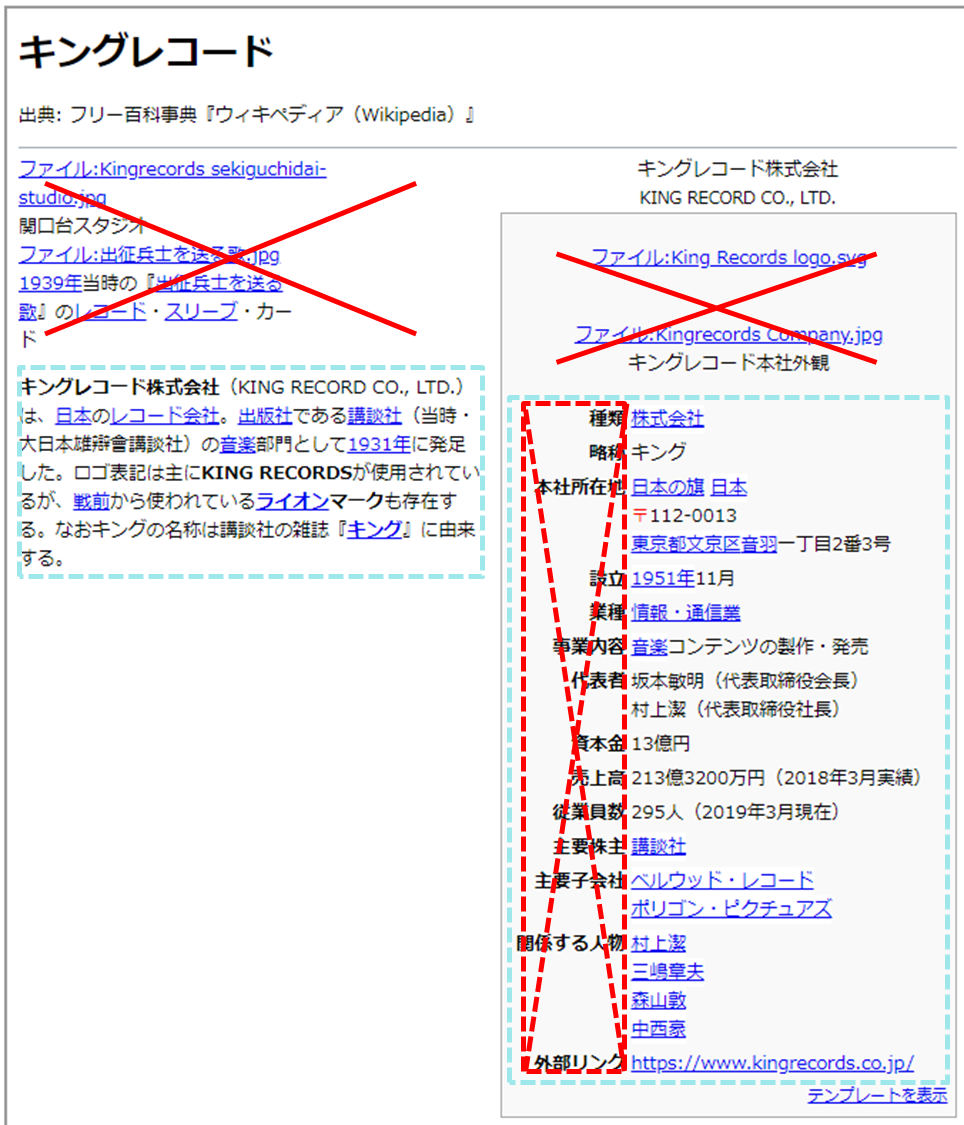 キングレコード
出典: フリー百科事典『ウィキペディア（Wikipedia）』
ファイル:Kingrecords sekiguchidai-
studio.jpg
関口台スタジオ
ファイル:出征兵士を送る歌.jpg
1939年当時の『出征兵士を送る
歌』のレコード・スリーブ・カー
ド
キングレコード株式会社（KING RECORD CO., LTD.）
は、日本のレコード会社。出版社である講談社（当時・
大日本雄辯會講談社）の音楽部門として1931年に発足
した。ロゴ表記は主にKING RECORDSが使用されてい
るが、戦前から使われているライオンマークも存在す
る。なおキングの名称は講談社の雑誌『キング』に由来
する。
キングレコード株式会社
KING RECORD CO., LTD.
ファイル:King Records logo.svg
ファイル:Kingrecords Company.jpg
キングレコード本社外観
種類 株式会社
略称 キング
本社所在地 日本の旗 日本
〒112-0013
東京都文京区音羽一丁目2番3号
設立 1951年11月
業種 情報・通信業
事業内容 音楽コンテンツの製作・発売
代表者 坂本敏明（代表取締役会長）
村上潔（代表取締役社長）
資本金 13億円
売上高 213億3200万円（2018年3月実績）
従業員数 295人（2019年3月現在）
主要株主 講談社
主要子会社 ベルウッド・レコード
ポリゴン・ピクチュアズ
関係する人物 村上潔
三嶋章夫
森山敦
中西豪
外部リンク https://www.kingrecords.co.jp/
テンプレートを表示